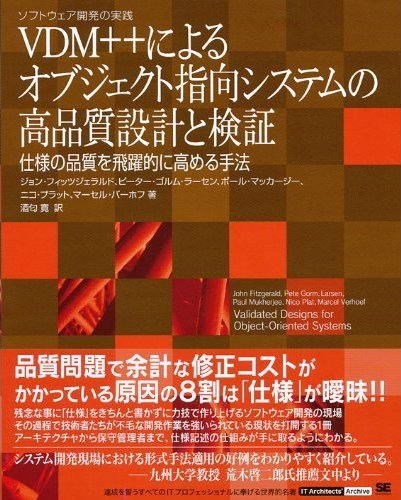 ソフトウェア開発の実践
VDM++による
オブジェクト指向システムの
高品質設計と検証
仕様の品質を飛躍的に高める手法
ジョン・フィッツジェラルド、ピーター・ゴルム・ラーセン、ポール・マッカージー、
ニコ・プラット、マーセル・バーホフ 著
酒匂 寛 訳
John Fitzgerald, Pete Gorm Larsen,
Paul Mukherjee, Nico Plat, Marcel Verhoef
Validated Designs for
Object-Oriented Systems
品質問題で余計な修正コストが
かかっている原因の8割は「仕様」が曖昧!!
残念な事に「仕様」をきちんと書かずに力技で作り上げるソフトウェア開発の現場
その過程で技術者たちが不毛な開発作業を強いられている現状を打開する1冊
アーキテクチャから保守管理者まで、仕様記述の仕組みが手に取るようにわかる。
システム開発現場における形式手法適用の好例をわかりやすく紹介している。
―九州大学教授 荒木啓二郎氏推薦文中より―
達成を習うすべてのITプロフェッショナルに捧げる世界的名著
IT Architects' Archive
SE